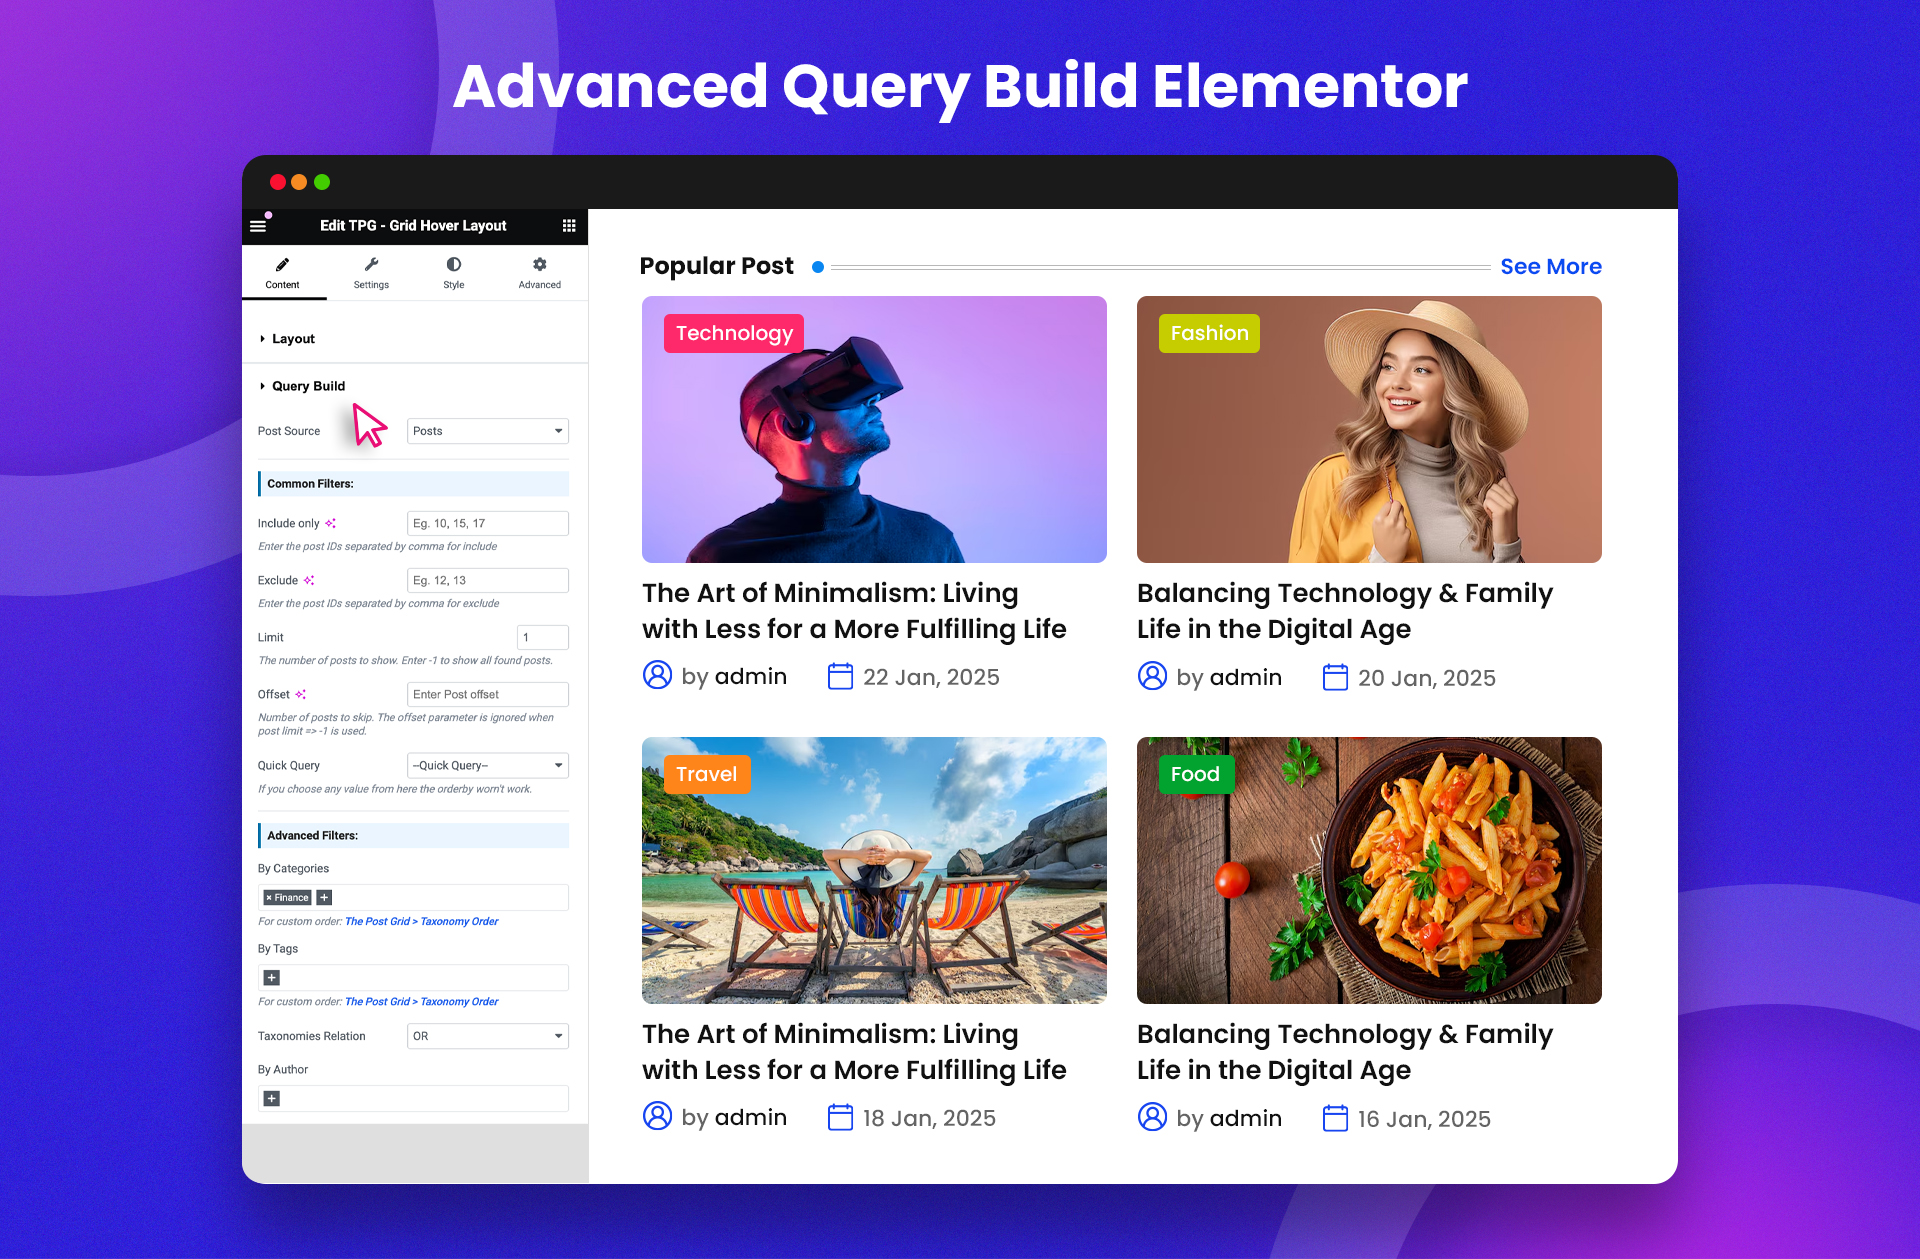 Advanced Query Build Elementor
Edit TPG - Grid Hover Layout
Content
Settings
Style
Advanced
Layout
Query Build
Post Source
Posts
Common Filters:
Include only
Eg. 10, 15, 17
Enter the post IDs separated by comma for include
Exclude
Eg. 12, 13
Enter the post IDs separated by comma for exclude
Limit
1
The number of posts to show. Enter -1 to show all found posts.
Offset
Enter Post offset
Number of posts to skip. The offset parameter is ignored when
post limit => -1 is used.
Quick Query
--Quick Query--
If you choose any value from here the orderby worn't work.
Advanced Filters:
By Categories
× Finance +
For custom order: The Post Grid > Taxonomy Order
By Tags
+
For custom order: The Post Grid > Taxonomy Order
Taxonomies Relation
OR
By Author
+
Popular Post
See More
Technology
The Art of Minimalism: Living
with Less for a More Fulfilling Life
by admin
22 Jan, 2025
Fashion
Balancing Technology & Family
Life in the Digital Age
by admin
20 Jan, 2025
Travel
The Art of Minimalism: Living
with Less for a More Fulfilling Life
by admin
18 Jan, 2025
Food
Balancing Technology & Family
Life in the Digital Age
by admin
16 Jan, 2025